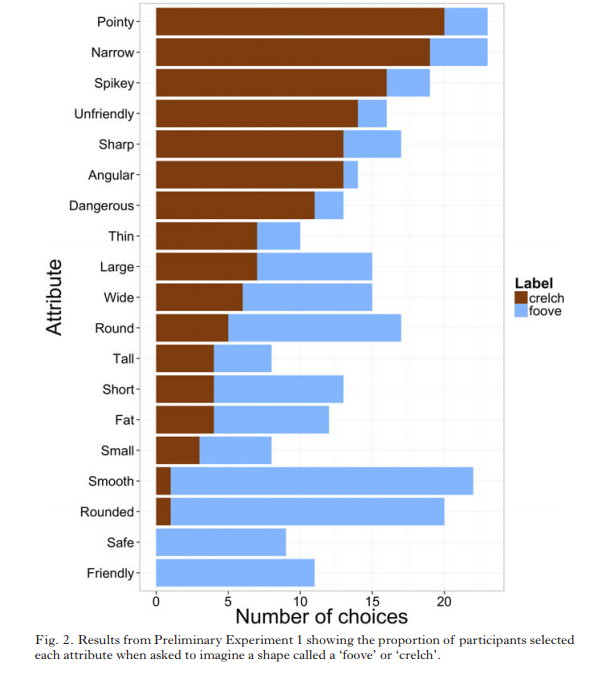 Pointy
Narrow
Spikey
Unfriendly
Sharp
Angular
Dangerous
Thin
Large
Wide
Round
Tall
Short
Fat
Small
Smooth
Rounded
Safe
Friendly
Attribute
0 5 10 15 20
Number of choices
Label
crelch
foove
Fig. 2. Results from Preliminary Experiment 1 showing the proportion of participants selected
each attribute when asked to imagine a shape called a ‘foove’ or ‘crelch’.